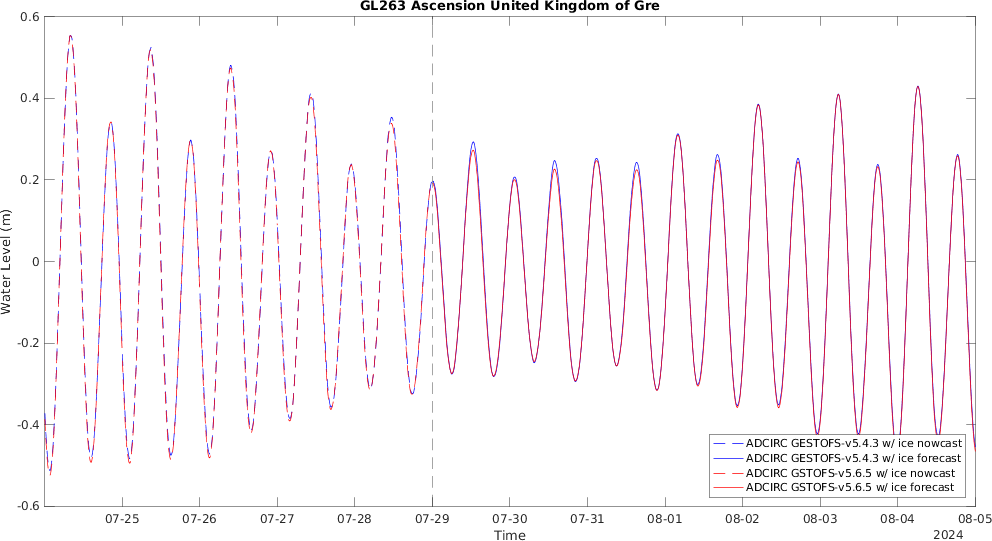 GL263 Ascension United Kingdom of Gre
0.6
0.4
0.2
0
-0.2
-0.4
-0.6
Water Level (m)
07-25 07-26 07-27 07-28 07-29 07-30 07-31 08-01 08-02 08-03 08-04 08-05
Time
2024
ADCIRC GESTOFS-v5.4.3 w/ ice nowcast
ADCIRC GESTOFS-v5.4.3 w/ ice forecast
ADCIRC GSTOFS-v5.6.5 w/ ice nowcast
ADCIRC GSTOFS-v5.6.5 w/ ice forecast